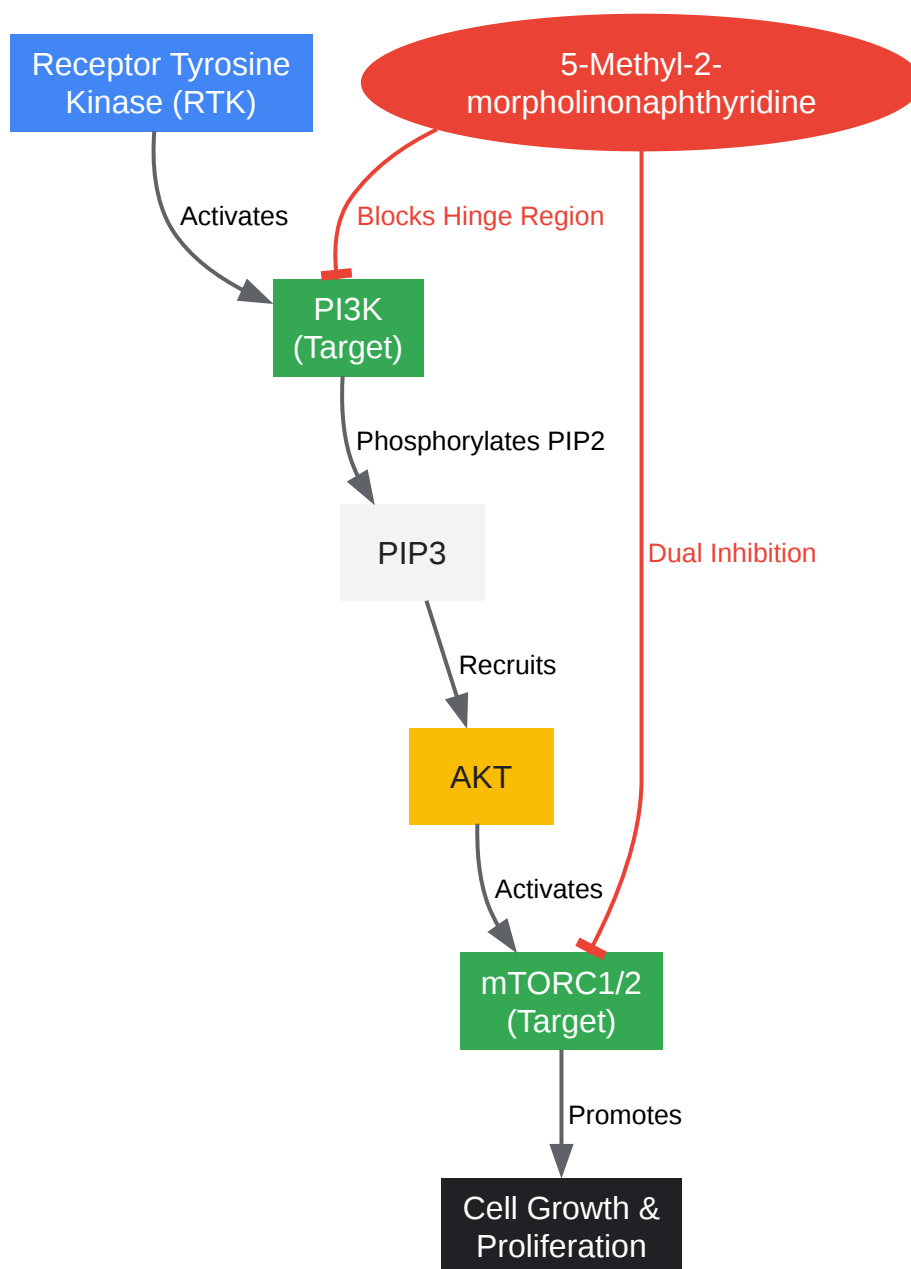 Receptor Tyrosine
Kinase (RTK)
5-Methyl-2-
morpholinonaphthyridine
Activates
Blocks Hinge Region
PI3K
(Target)
Phosphorylates PIP2
PIP3
Dual Inhibition
Recruits
AKT
Activates
mTORC1/2
(Target)
Promotes
Cell Growth &
Proliferation